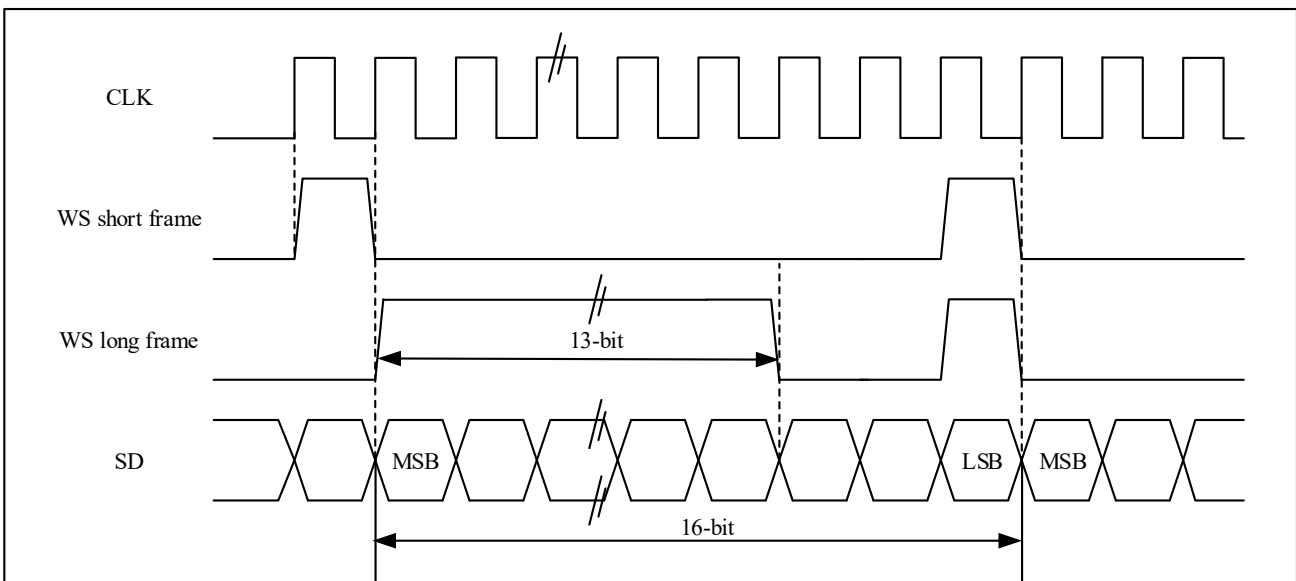 CLK
WS short frame
WS long frame
13-bit
SD
MSB
LSB
MSB
16-bit